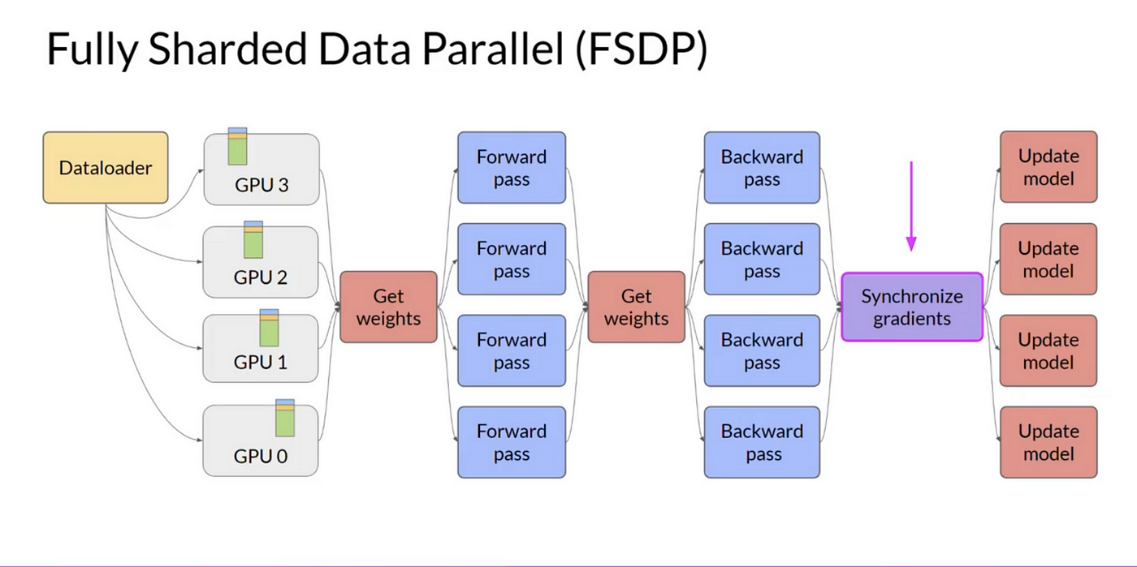 Fully Sharded Data Parallel (FSDP)
Dataloader
GPU 3
GPU 2
GPU 1
GPU 0
Get
weights
Forward
pass
Forward
pass
Forward
pass
Forward
pass
Get
weights
Backward
pass
Backward
pass
Backward
pass
Backward
pass
Synchronize
gradients
Update
model
Update
model
Update
model
Update
model